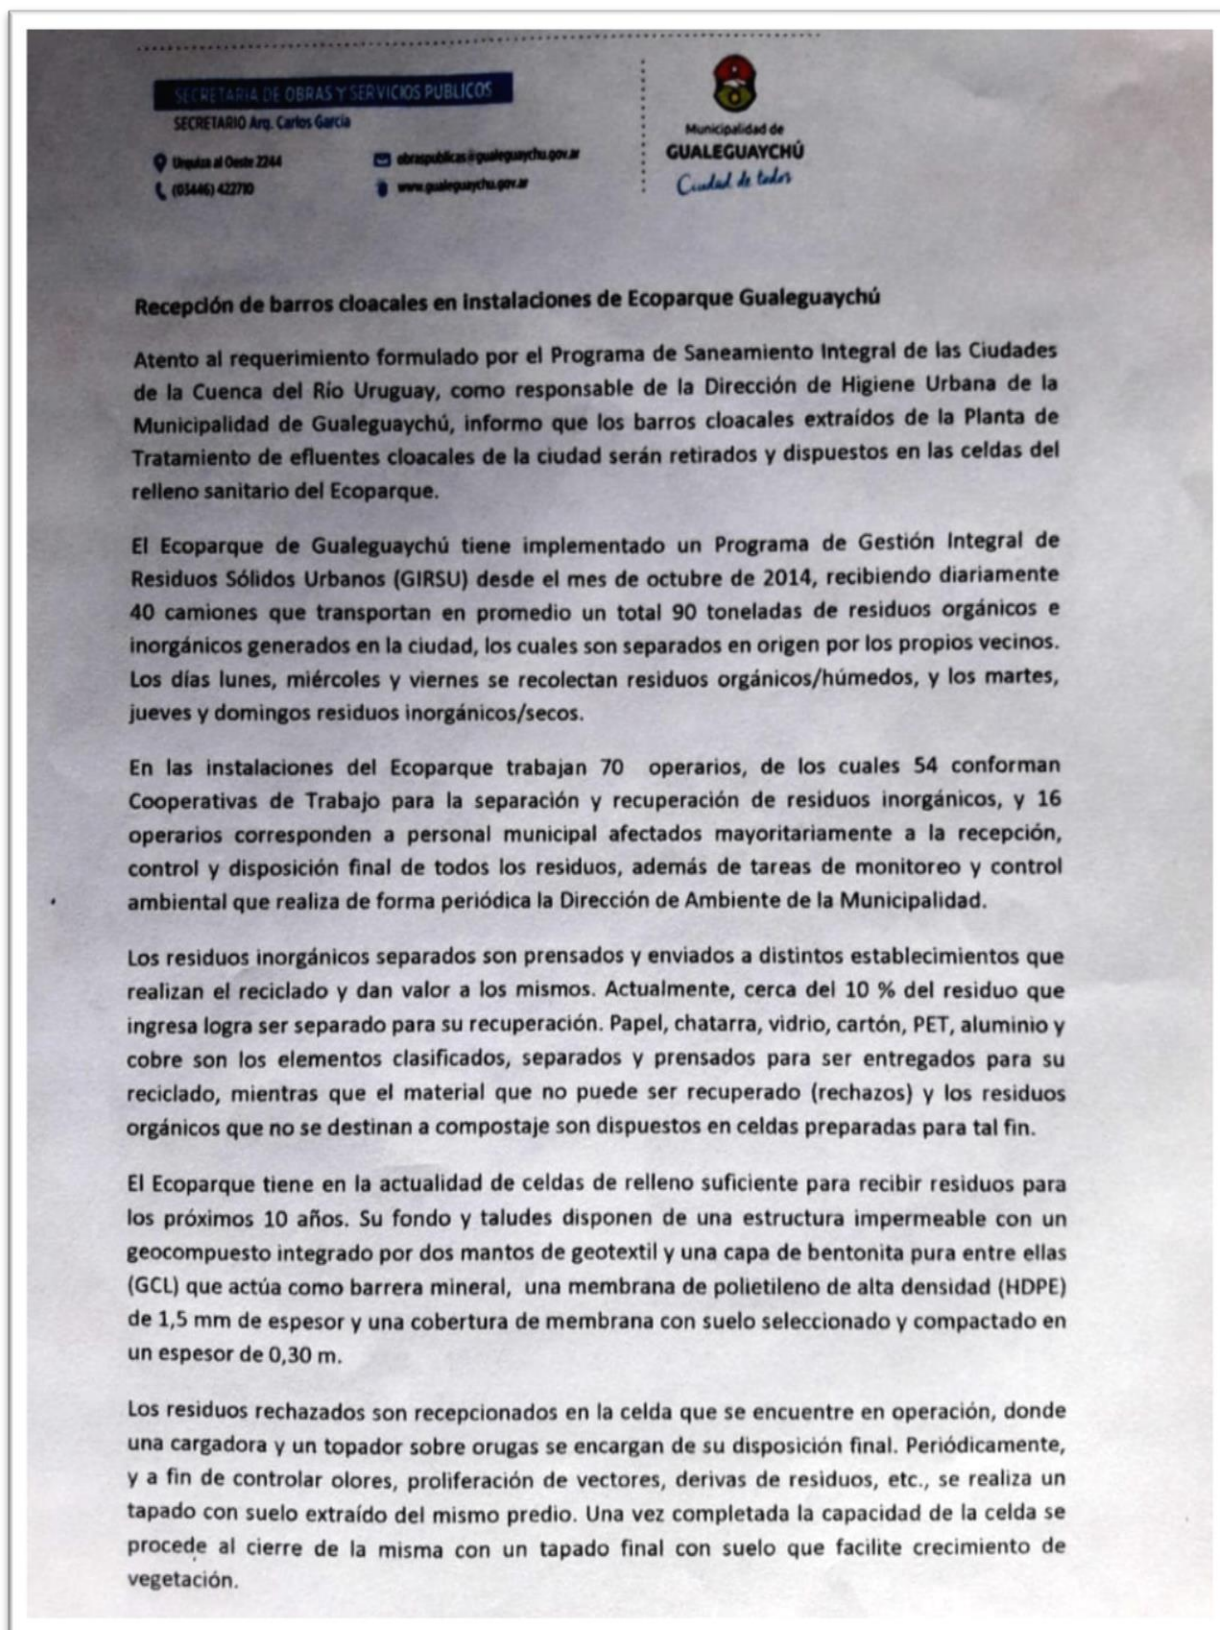 SECRETARIA DE OBRAS Y SERVICIOS PUBLICOS
SECRETARIO Arq. Carlos García
Urquiza al Oeste 2244
obraspublicas@gualeguaychu.gov.ar
(03446) 422710
www.gualeguaychu.gov.ar
Municipalidad de
GUALEGUAYCHÚ
Ciudad de todos
Recepción de barros cloacales en instalaciones de Ecoparque Gualeguaychú
Atento al requerimiento formulado por el Programa de Saneamiento Integral de las Ciudades
de la Cuenca del Río Uruguay, como responsable de la Dirección de Higiene Urbana de la
Municipalidad de Gualeguaychú, informo que los barros cloacales extraídos de la Planta de
Tratamiento de efluentes cloacales de la ciudad serán retirados y dispuestos en las celdas del
relleno sanitario del Ecoparque.
El Ecoparque de Gualeguaychú tiene implementado un Programa de Gestión Integral de
Residuos Sólidos Urbanos (GIRSU) desde el mes de octubre de 2014, recibiendo diariamente
40 camiones que transportan en promedio un total 90 toneladas de residuos orgánicos e
inorgánicos generados en la ciudad, los cuales son separados en origen por los propios vecinos.
Los días lunes, miércoles y viernes se recolectan residuos orgánicos/húmedos, y los martes,
jueves y domingos residuos inorgánicos/secos.
En las instalaciones del Ecoparque trabajan 70 operarios, de los cuales 54 conforman
Cooperativas de Trabajo para la separación y recuperación de residuos inorgánicos, y 16
operarios corresponden a personal municipal afectados mayoritariamente a la recepción,
control y disposición final de todos los residuos, además de tareas de monitoreo y control
ambiental que realiza de forma periódica la Dirección de Ambiente de la Municipalidad.
Los residuos inorgánicos separados son prensados y enviados a distintos establecimientos que
realizan el reciclado y dan valor a los mismos. Actualmente, cerca del 10 % del residuo que
ingresa logra ser separado para su recuperación. Papel, chatarra, vidrio, cartón, PET, aluminio y
cobre son los elementos clasificados, separados y prensados para ser entregados para su
reciclado, mientras que el material que no puede ser recuperado (rechazos) y los residuos
orgánicos que no se destinan a compostaje son dispuestos en celdas preparadas para tal fin.
El Ecoparque tiene en la actualidad de celdas de relleno suficiente para recibir residuos para
los próximos 10 años. Su fondo y taludes disponen de una estructura impermeable con un
geocompuesto integrado por dos mantos de geotextil y una capa de bentonita pura entre ellas
(GCL) que actúa como barrera mineral, una membrana de polietileno de alta densidad (HDPE)
de 1,5 mm de espesor y una cobertura de membrana con suelo seleccionado y compactado en
un espesor de 0,30 m.
Los residuos rechazados son recepcionados en la celda que se encuentre en operación, donde
una cargadora y un topador sobre orugas se encargan de su disposición final. Periódicamente,
y a fin de controlar olores, proliferación de vectores, derivas de residuos, etc., se realiza un
tapado con suelo extraído del mismo predio. Una vez completada la capacidad de la celda se
procede al cierre de la misma con un tapado final con suelo que facilite crecimiento de
vegetación.